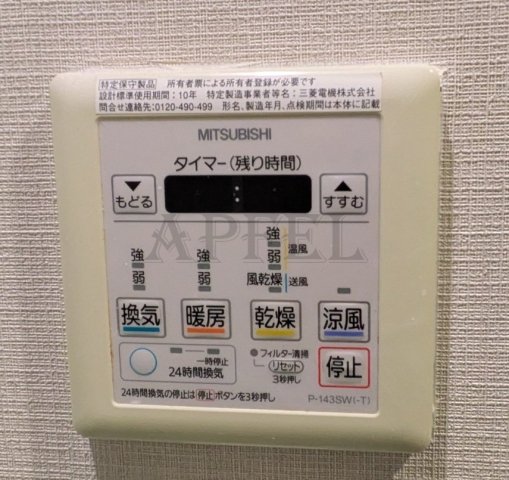 特定保守製品 所有者票による所有者登録が必要です
設計標準使用期間：10年 特定製造事業者等名：三菱電機株式会社
問合せ連絡先：0120-490-499 形名、製造年月、点検期間は本体に記載
MITSUBISHI
タイマー(残り時間)
▼ ▲
もどる :  すすむ
APFEL
強 強 強 温風
弱 弱 弱
風乾燥 送風
換気 暖房 乾燥 涼風
一時停止 フィルター清掃
24時間換気 リセット 停止
3秒押し
24時間換気の停止は停止ボタンを3秒押し P-143SW(-T)